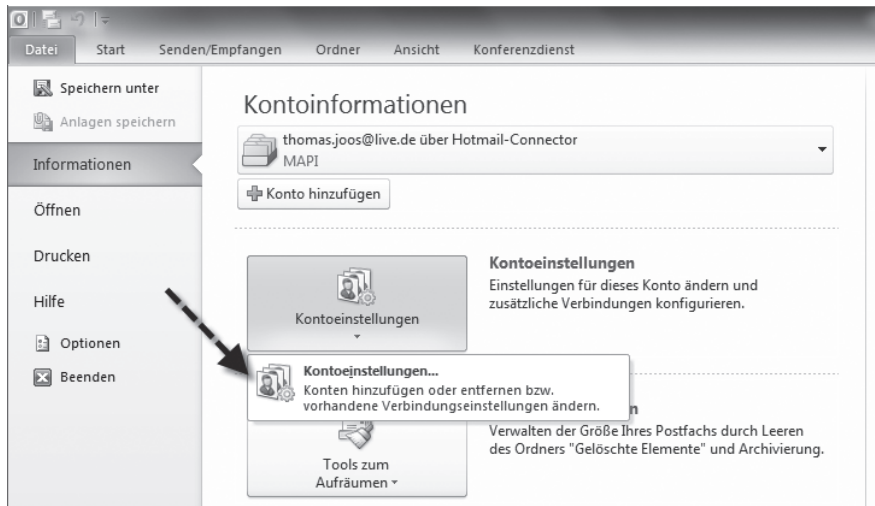 Datei Start Senden/Empfangen Ordner Ansicht Konferenzdienst
Speichern unter
Anlagen speichern
Informationen
Öffnen
Drucken
Hilfe
Optionen
Beenden
Kontoinformationen
thomas.joos@live.de über Hotmail-Connector
MAPI
Konto hinzufügen
Kontoeinstellungen
Kontoeinstellungen
Einstellungen für dieses Konto ändern und
zusätzliche Verbindungen konfigurieren.
Kontoeinstellungen...
Konten hinzufügen oder entfernen bzw.
vorhandene Verbindungseinstellungen ändern.
Tools zum
Aufräumen
n
Verwalten der Größe Ihres Postfachs durch Leeren
des Ordners "Gelöschte Elemente" und Archivierung.